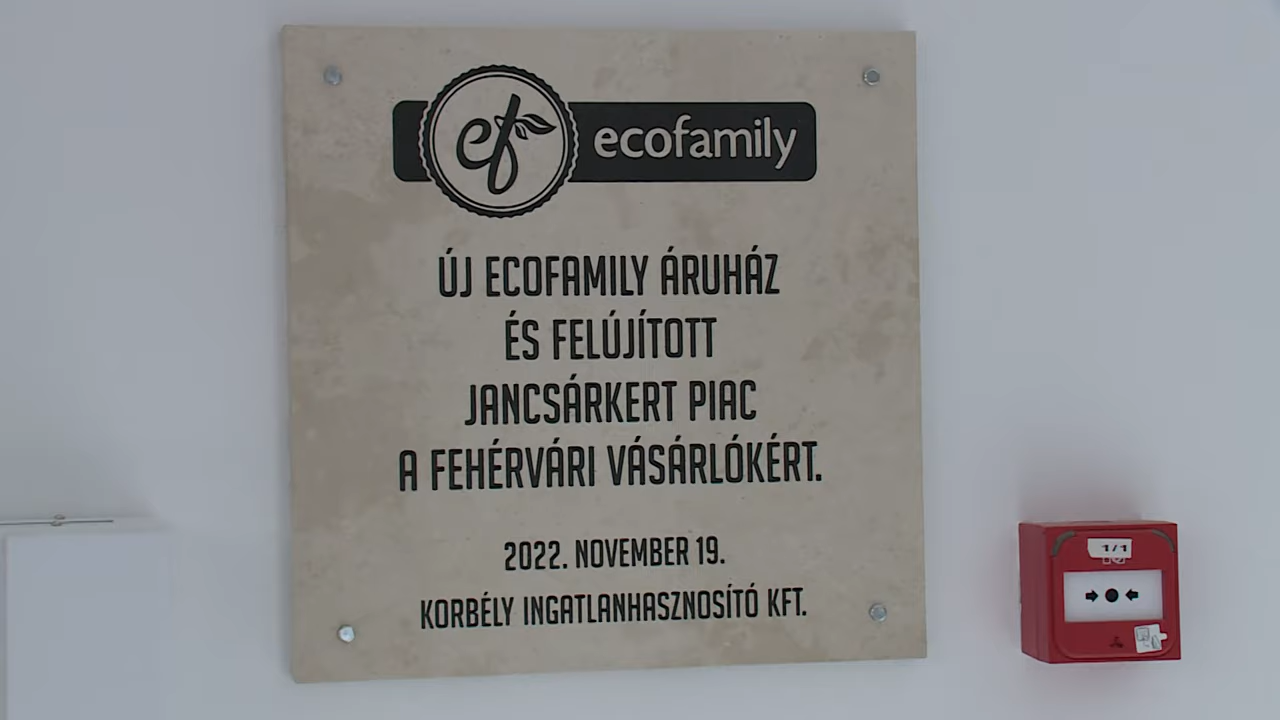 ef ecofamily
ÚJ ECOFAMILY ÁRUHÁZ
ÉS FELÚJÍTOTT
JANCSÁRKERT PIAC
A FEHÉRVÁRI VÁSÁRLÓKÉRT.
2022. NOVEMBER 19.
KORBÉLY INGATLANHASZNOSÍTÓ KFT.
1/1